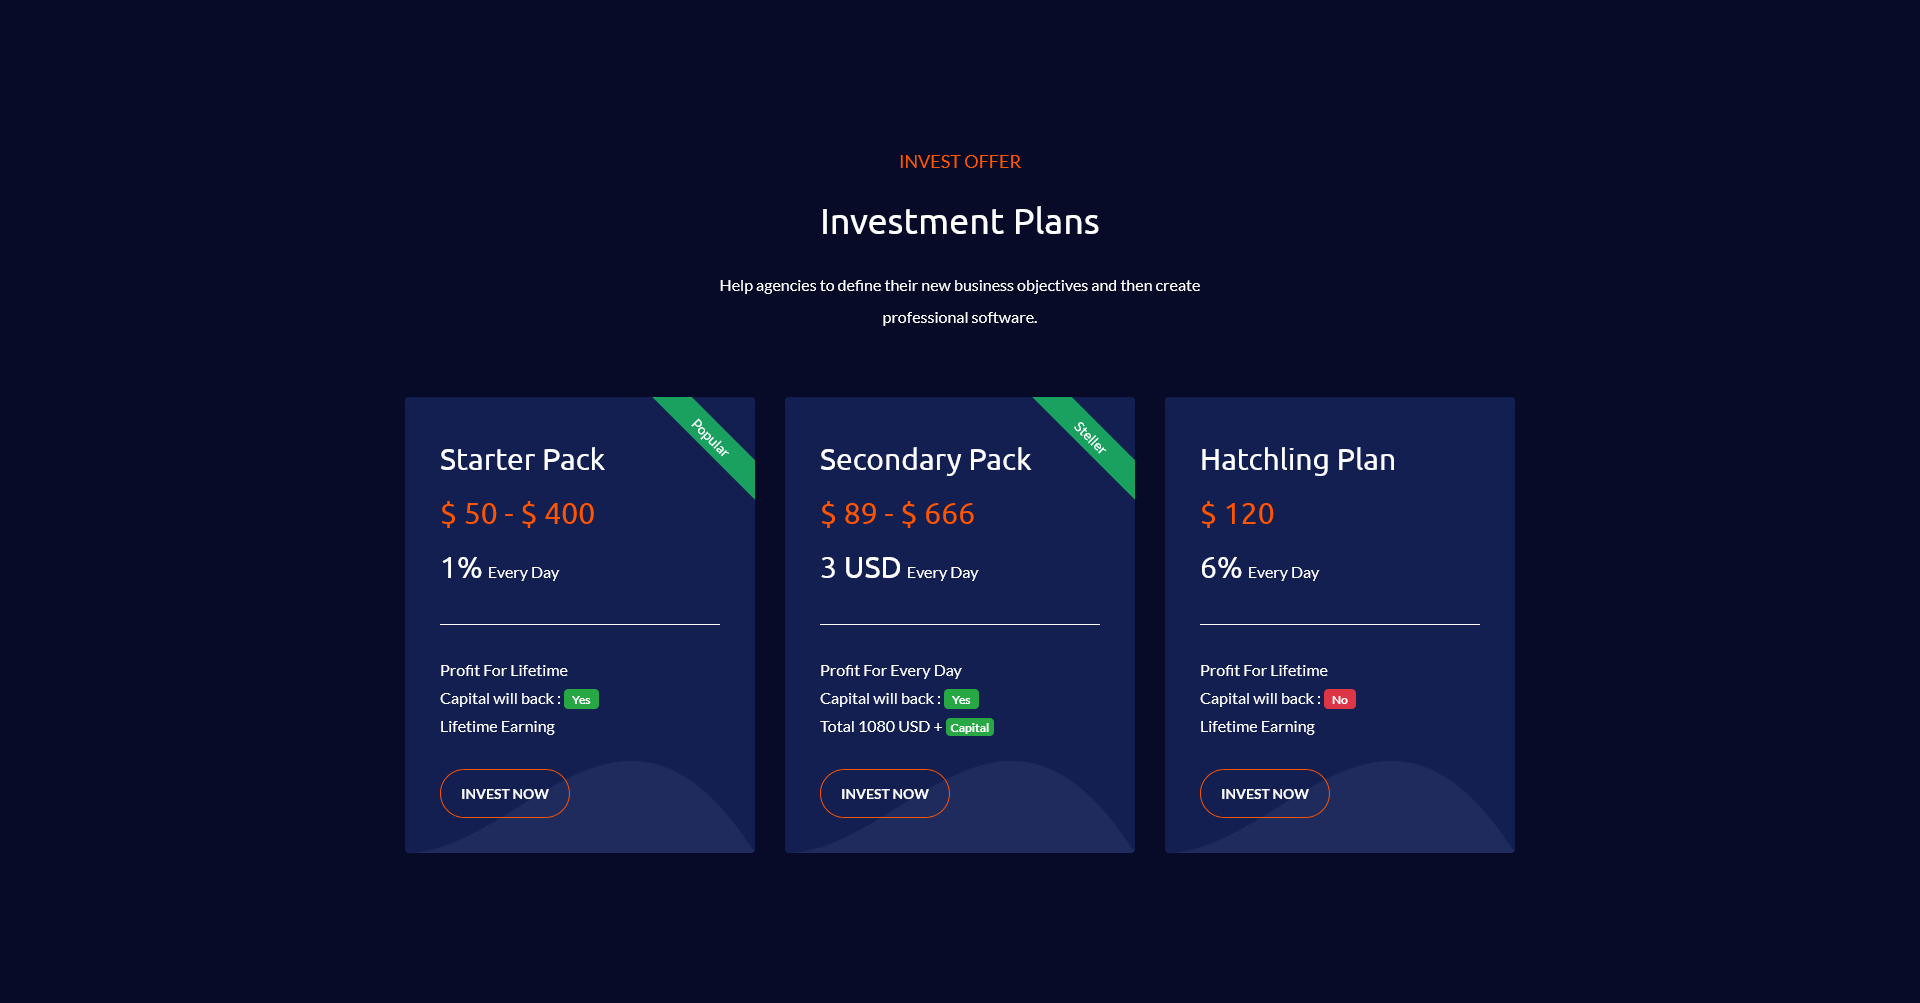 INVEST OFFER
Investment Plans
Help agencies to define their new business objectives and then create
professional software.
Popular
Starter Pack
$ 50 - $ 400
1% Every Day
Profit For Lifetime
Capital will back : Yes
Lifetime Earning
INVEST NOW
Steller
Secondary Pack
$ 89 - $ 666
3 USD Every Day
Profit For Every Day
Capital will back : Yes
Total 1080 USD + Capital
INVEST NOW
Hatchling Plan
$ 120
6% Every Day
Profit For Lifetime
Capital will back : No
Lifetime Earning
INVEST NOW